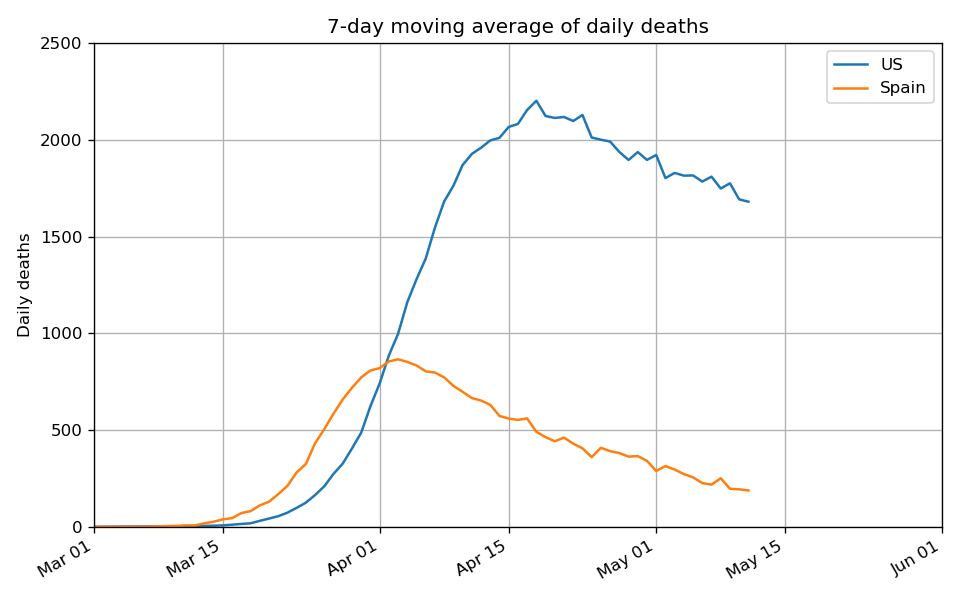 7-day moving average of daily deaths
US
Spain
Daily deaths
2500
2000
1500
1000
500
0
Mar 01
Mar 15
Apr 01
Apr 15
May 01
May 15
Jun 01